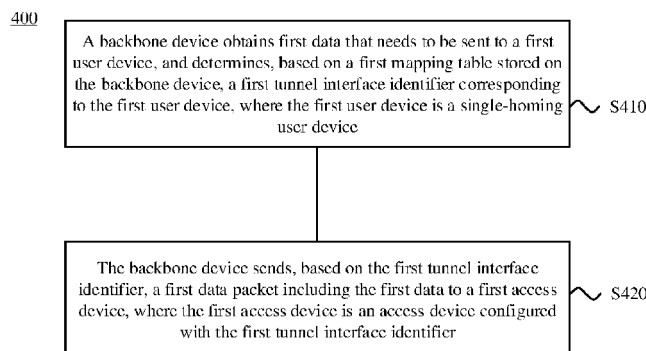 400
A backbone device obtains first data that needs to be sent to a first
user device, and determines, based on a first mapping table stored on
the backbone device, a first tunnel interface identifier corresponding
to the first user device, where the first user device is a single-homing
user device
S410
The backbone device sends, based on the first tunnel interface
identifier, a first data packet including the first data to a first access
device, where the first access device is an access device configured
with the first tunnel interface identifier
S420